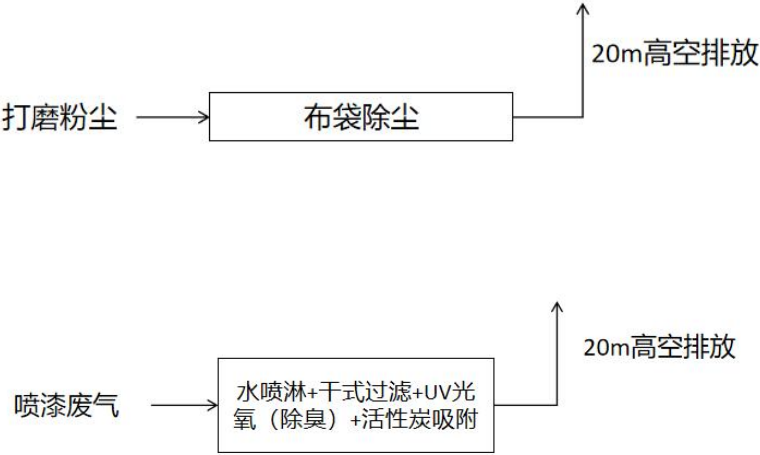 20m高空排放
打磨粉尘
布袋除尘
20m高空排放
喷漆废气
水喷淋+干式过滤+UV光
氧（除臭）+活性炭吸附